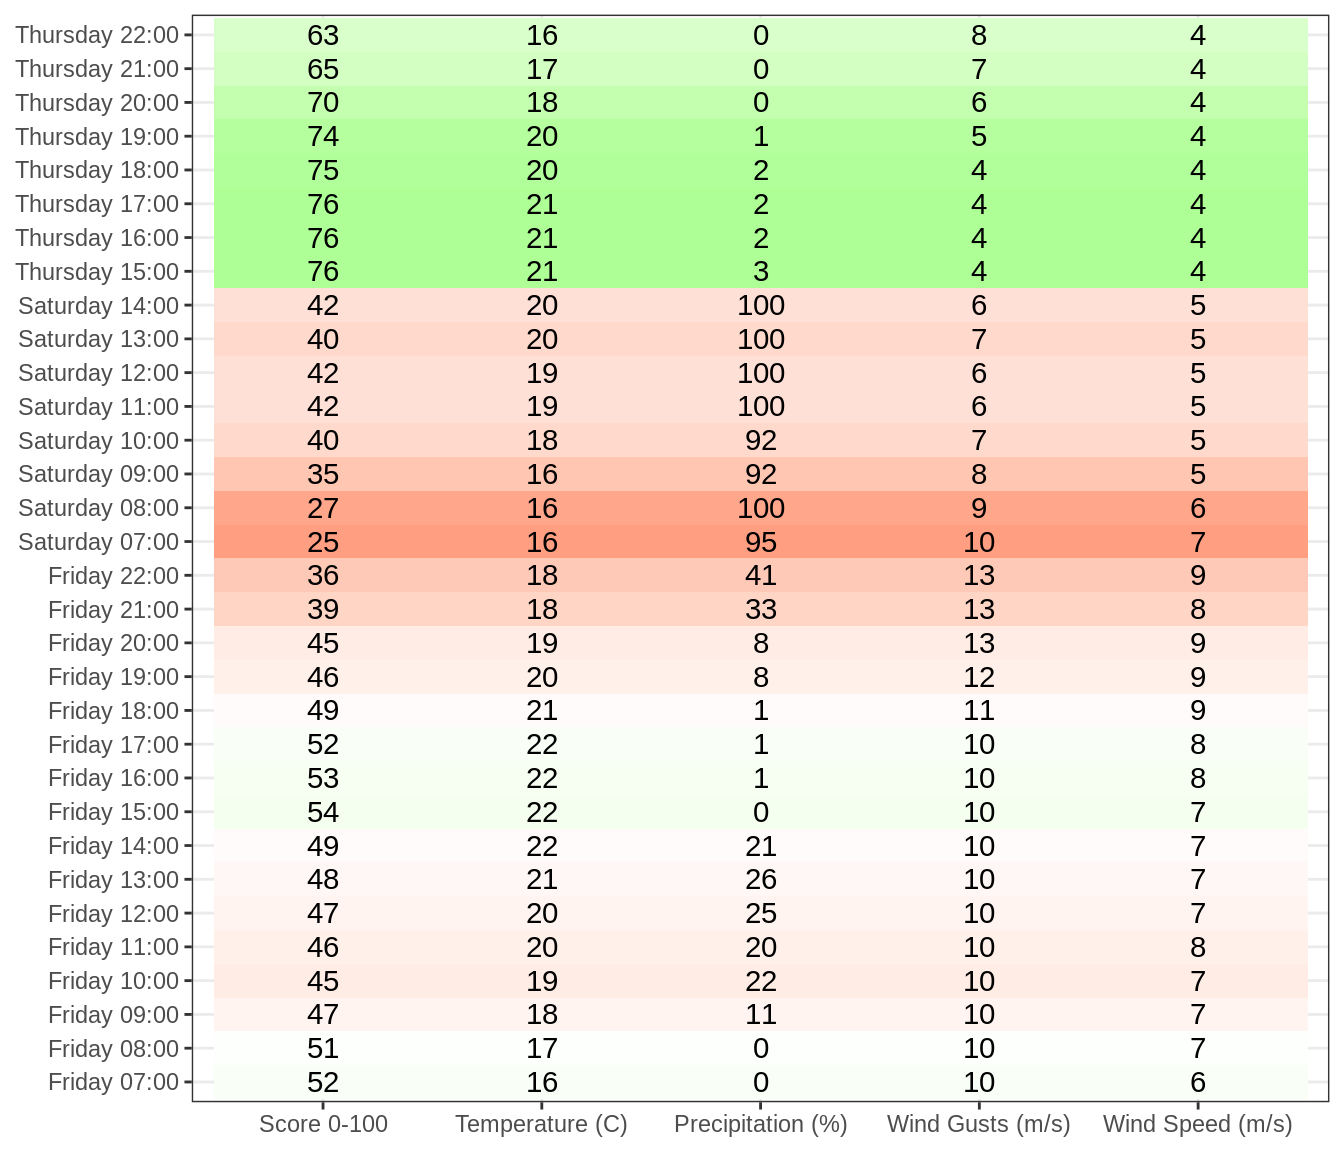 Thursday 22:00 63 16 0 8 4
Thursday 21:00 65 17 0 7 4
Thursday 20:00 70 18 0 6 4
Thursday 19:00 74 20 1 5 4
Thursday 18:00 75 20 2 4 4
Thursday 17:00 76 21 2 4 4
Thursday 16:00 76 21 2 4 4
Thursday 15:00 76 21 3 4 4
Saturday 14:00 42 20 100 6 5
Saturday 13:00 40 20 100 7 5
Saturday 12:00 42 19 100 6 5
Saturday 11:00 42 19 100 6 5
Saturday 10:00 40 18 92 7 5
Saturday 09:00 35 16 92 8 5
Saturday 08:00 27 16 100 9 6
Saturday 07:00 25 16 95 10 7
Friday 22:00 36 18 41 13 9
Friday 21:00 39 18 33 13 8
Friday 20:00 45 19 8 13 9
Friday 19:00 46 20 8 12 9
Friday 18:00 49 21 1 11 9
Friday 17:00 52 22 1 10 8
Friday 16:00 53 22 1 10 8
Friday 15:00 54 22 0 10 7
Friday 14:00 49 22 21 10 7
Friday 13:00 48 21 26 10 7
Friday 12:00 47 20 25 10 7
Friday 11:00 46 20 20 10 8
Friday 10:00 45 19 22 10 7
Friday 09:00 47 18 11 10 7
Friday 08:00 51 17 0 10 7
Friday 07:00 52 16 0 10 6
Score 0-100 Temperature (C) Precipitation (%) Wind Gusts (m/s) Wind Speed (m/s)